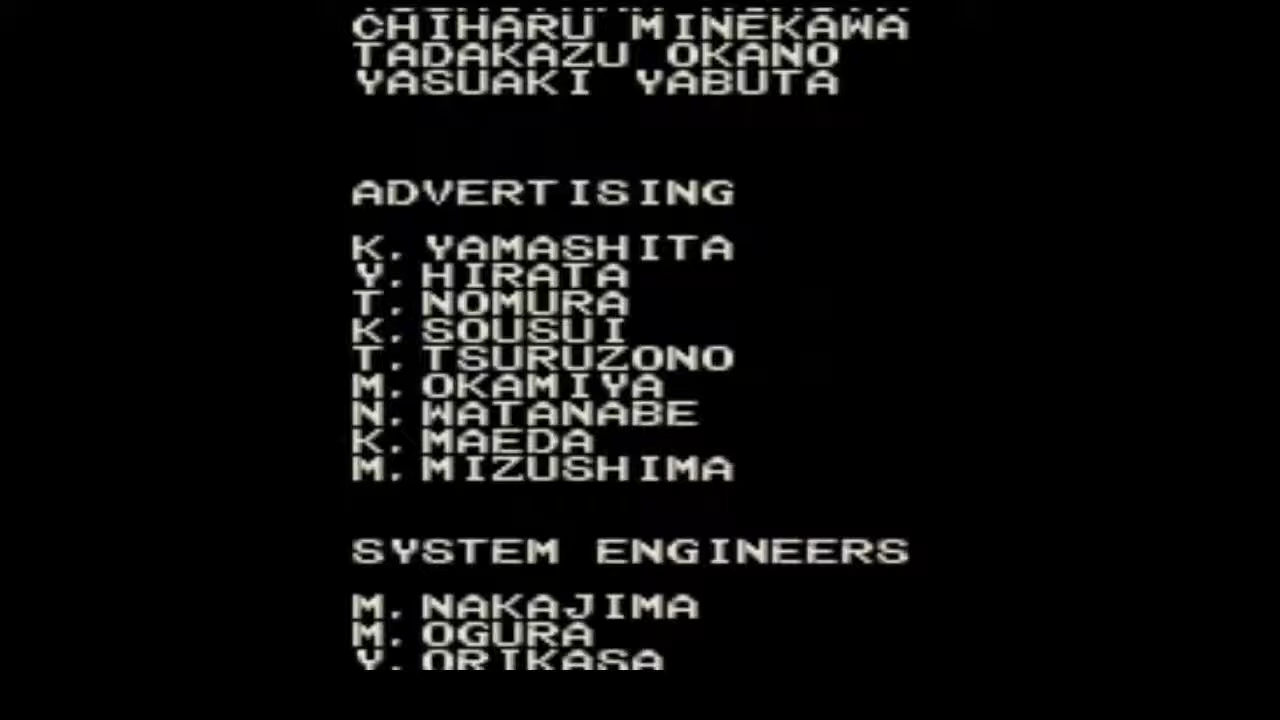 CHIHARU MINEKAWA
TADAKAZU OKANO
YASUAKI YABUTA
ADVERTISING
K. YAMASHITA
Y. HIRATA
T. NOMURA
K. SOUSUI
T. TSURUZONO
M. OKAMIYA
N. WATANABE
K. MAEDA
M. MIZUSHIMA
SYSTEM ENGINEERS
M. NAKAJIMA
M. OGURA
Y. ORIKASA